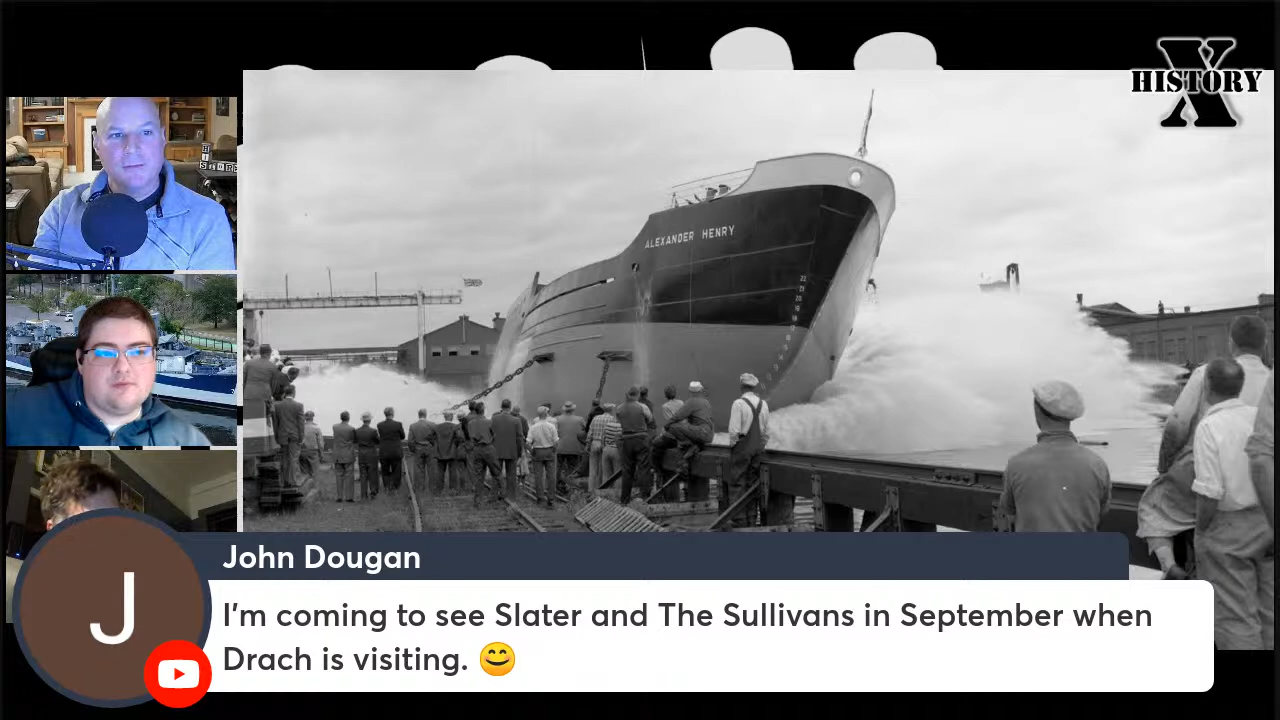 HISTORY
X
ALEXANDER HENRY
John Dougan
J
I'm coming to see Slater and The Sullivans in September when
Drach is visiting. 😊